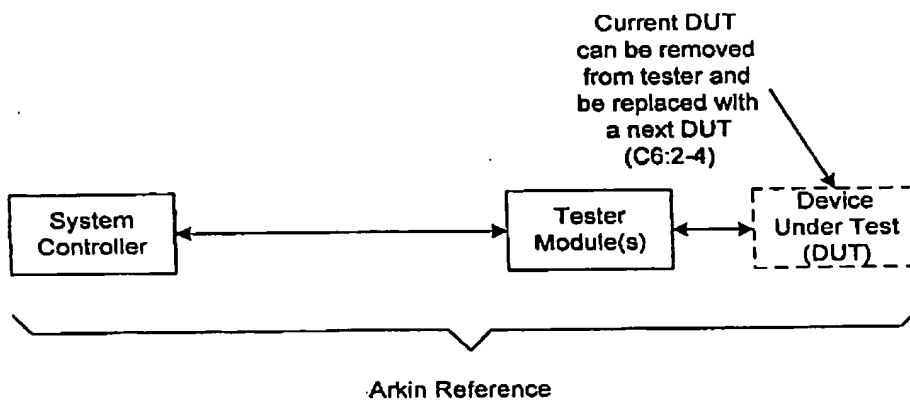 Current DUT
can be removed
from tester and
be replaced with
a next DUT
(C6:2-4)
System
Controller
Tester
Module(s)
Device
Under Test
(DUT)
Arkin Reference